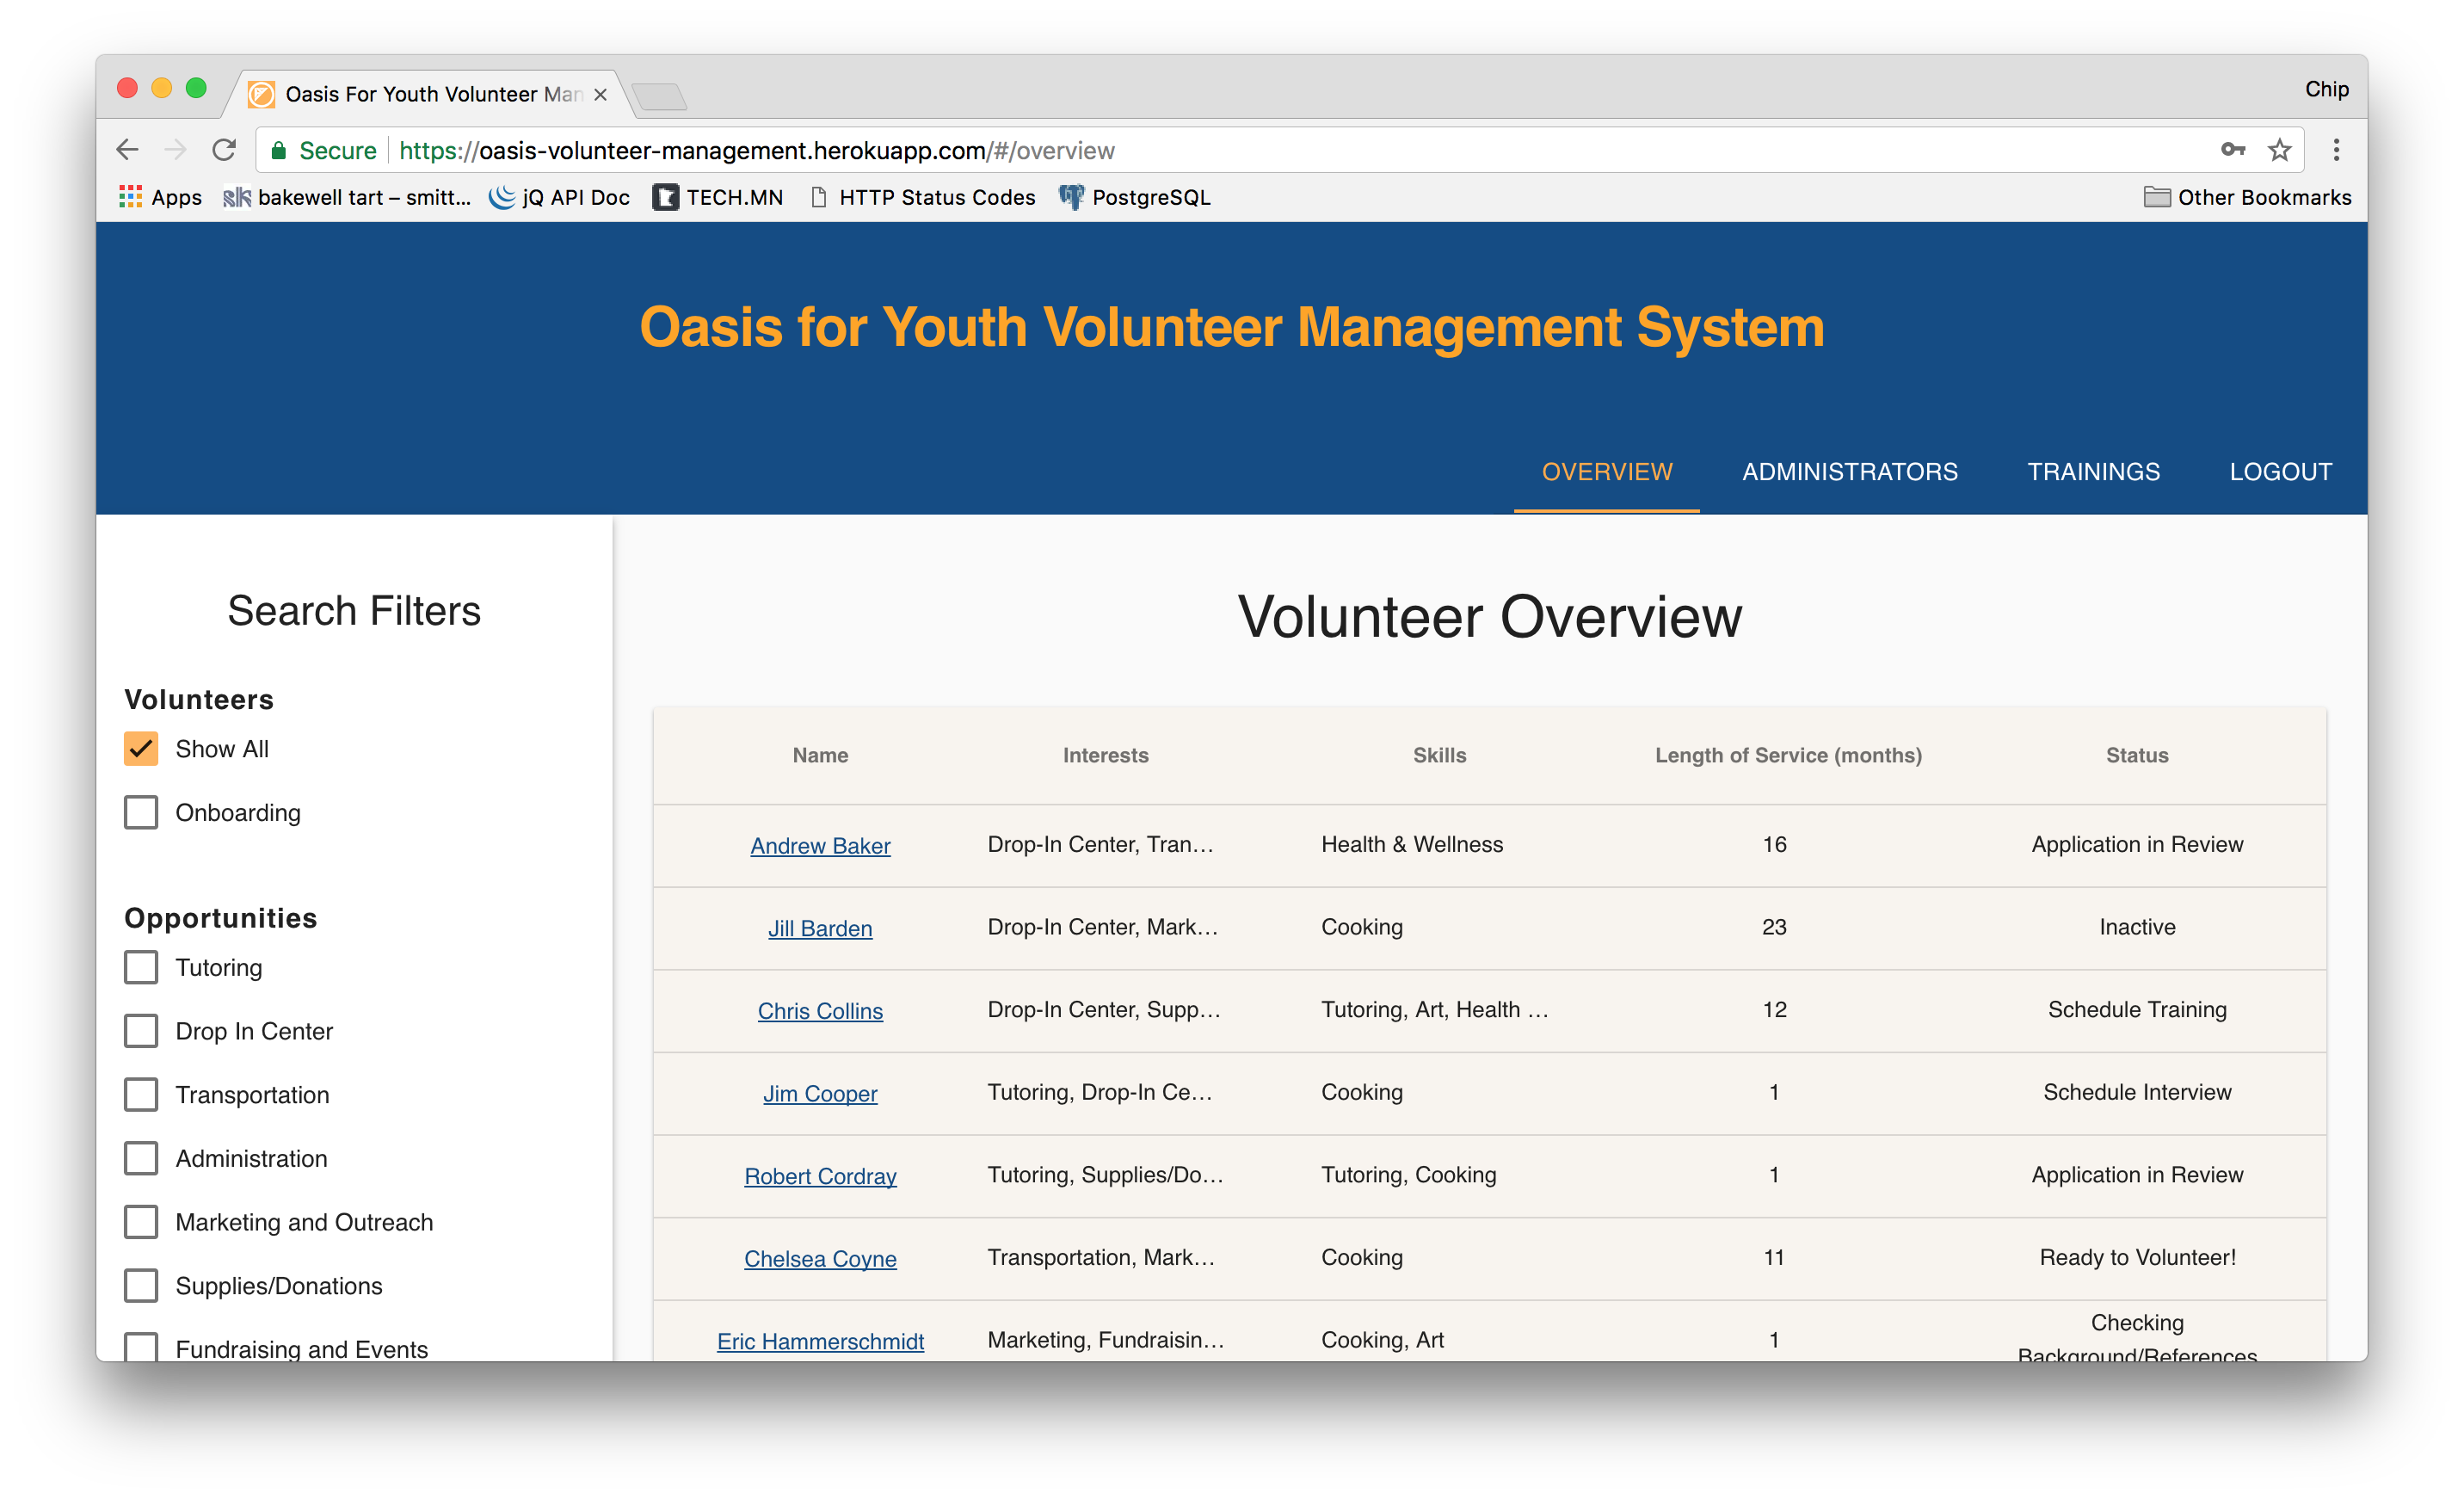 Oasis For Youth Volunteer Man
Chip
Secure https://oasis-volunteer-management.herokuapp.com/#/overview
Apps bakewell tart – smitt... jQ API Doc TECH.MN HTTP Status Codes PostgreSQL Other Bookmarks
Oasis for Youth Volunteer Management System
OVERVIEW ADMINISTRATORS TRAININGS LOGOUT
Search Filters
Volunteers
Show All
Onboarding
Opportunities
Tutoring
Drop In Center
Transportation
Administration
Marketing and Outreach
Supplies/Donations
Fundraising and Events
Volunteer Overview
Name Interests Skills Length of Service (months) Status
Andrew Baker Drop-In Center, Tran... Health & Wellness 16 Application in Review
Jill Barden Drop-In Center, Mark... Cooking 23 Inactive
Chris Collins Drop-In Center, Supp... Tutoring, Art, Health ... 12 Schedule Training
Jim Cooper Tutoring, Drop-In Ce... Cooking 1 Schedule Interview
Robert Cordray Tutoring, Supplies/Do... Tutoring, Cooking 1 Application in Review
Chelsea Coyne Transportation, Mark... Cooking 11 Ready to Volunteer!
Eric Hammerschmidt Marketing, Fundraisin... Cooking, Art 1 Checking
Background/References